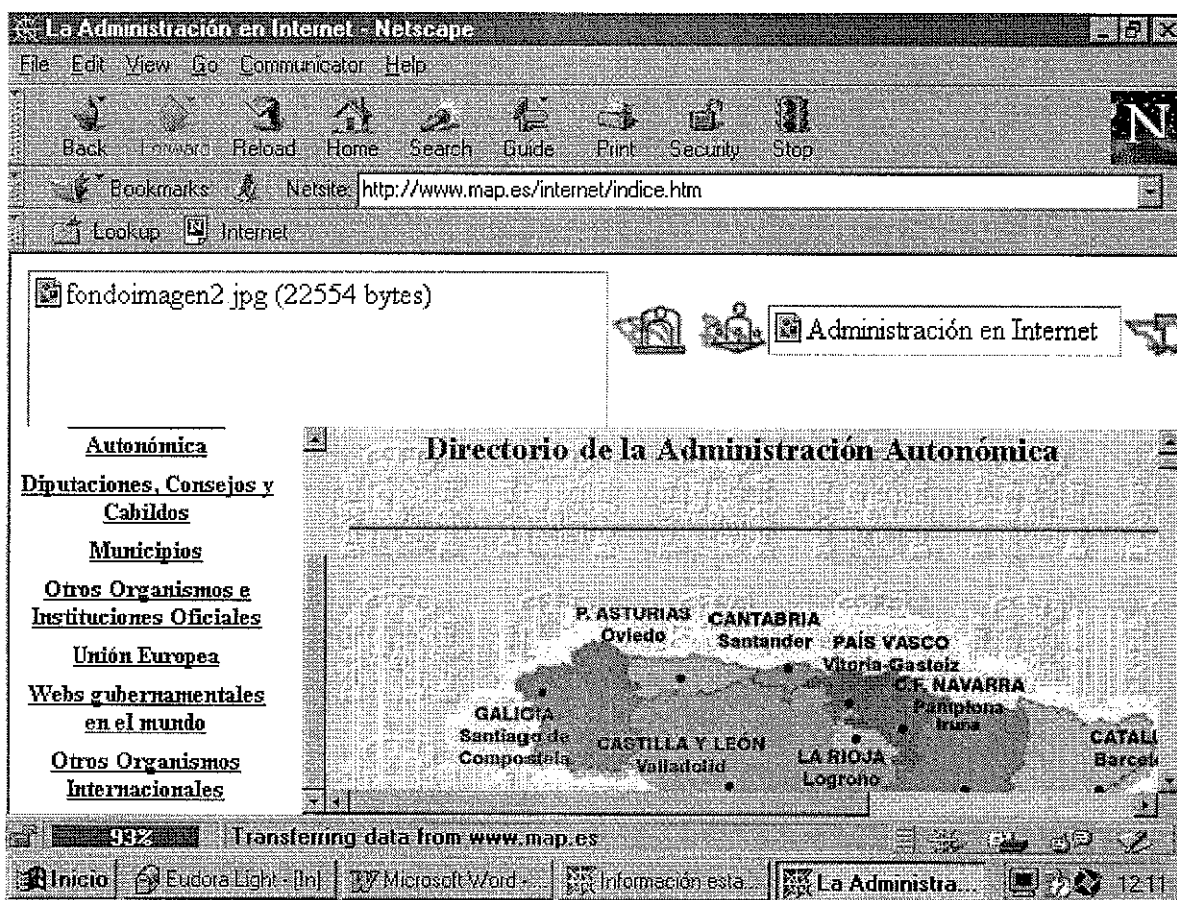 La Administración en Internet - Netscape
File Edit View Go Communicator Help
Back Forward Reload Home Search Guide Print Security Stop
N
Bookmarks Netsite: http://www.map.es/internet/indice.htm
Lookup Internet
fondoimagen2.jpg (22554 bytes)
Administración en Internet
Autonómica
Diputaciones, Consejos y
Cabildos
Municipios
Otros Organismos e
Instituciones Oficiales
Unión Europea
Webs gubernamentales
en el mundo
Otros Organismos
Internacionales
Directorio de la Administración Autonómica
P. ASTURIAS
Oviedo
CANTABRIA
Santander
PAÍS VASCO
Vitoria-Gasteiz
C.F. NAVARRA
Pamplona
Iruna
GALICIA
Santiago de
Compostela
CASTILLA Y LEÓN
Valladolid
LA RIOJA
Logroño
CATALU
Barcel
93% Transferring data from www.map.es
Inicio Eudora Light - [In] Microsoft Word - Información esta... La Administra... 12:11